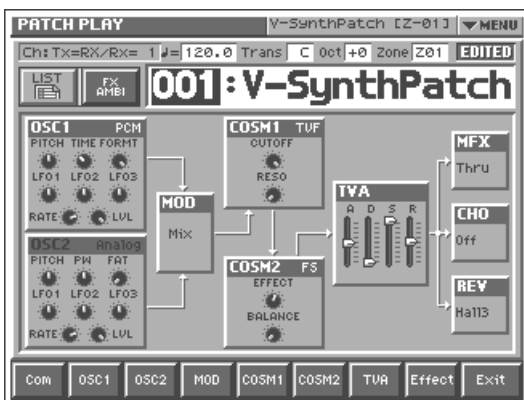 PATCH PLAY
V-SynthPatch [Z-01]
MENU
Ch:Tx=RX/Rx= 1 ♩=120.0 Trans C Oct +0 Zone Z01 EDITED
LIST
FX AMBI
001:V-SynthPatch
OSC1 PCM
PITCH TIME FORMT
LFO1 LFO2 LFO3
RATE LVL
OSC2 Analog
PITCH PW FAT
LFO1 LFO2 LFO3
RATE LVL
MOD
Mix
COSM1 TVF
CUTOFF
RESO
COSM2 FS
EFFECT
BALANCE
TVA
A D S R
MFX
Thru
CHO
Off
REV
Hall3
Com OSC1 OSC2 MOD COSM1 COSM2 TVA Effect Exit